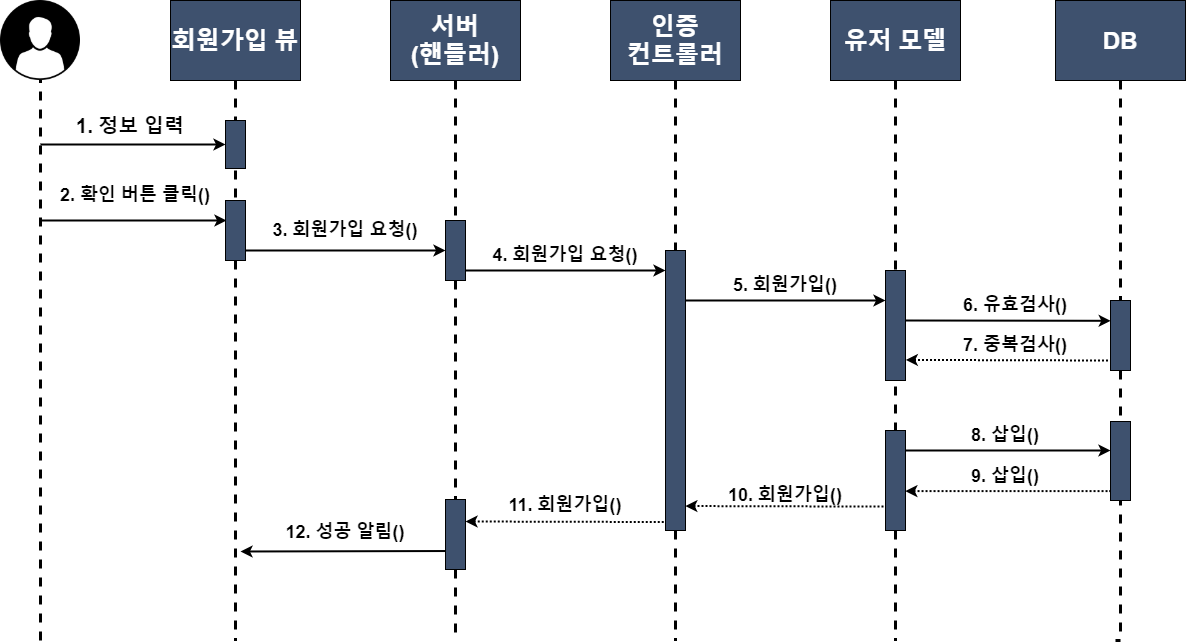 회원가입 뷰
서버
(핸들러)
인증
컨트롤러
유저 모델
DB
1. 정보 입력
2. 확인 버튼 클릭()
3. 회원가입 요청()
4. 회원가입 요청()
5. 회원가입()
6. 유효검사()
7. 중복검사()
8. 삽입()
9. 삽입()
10. 회원가입()
11. 회원가입()
12. 성공 알림()